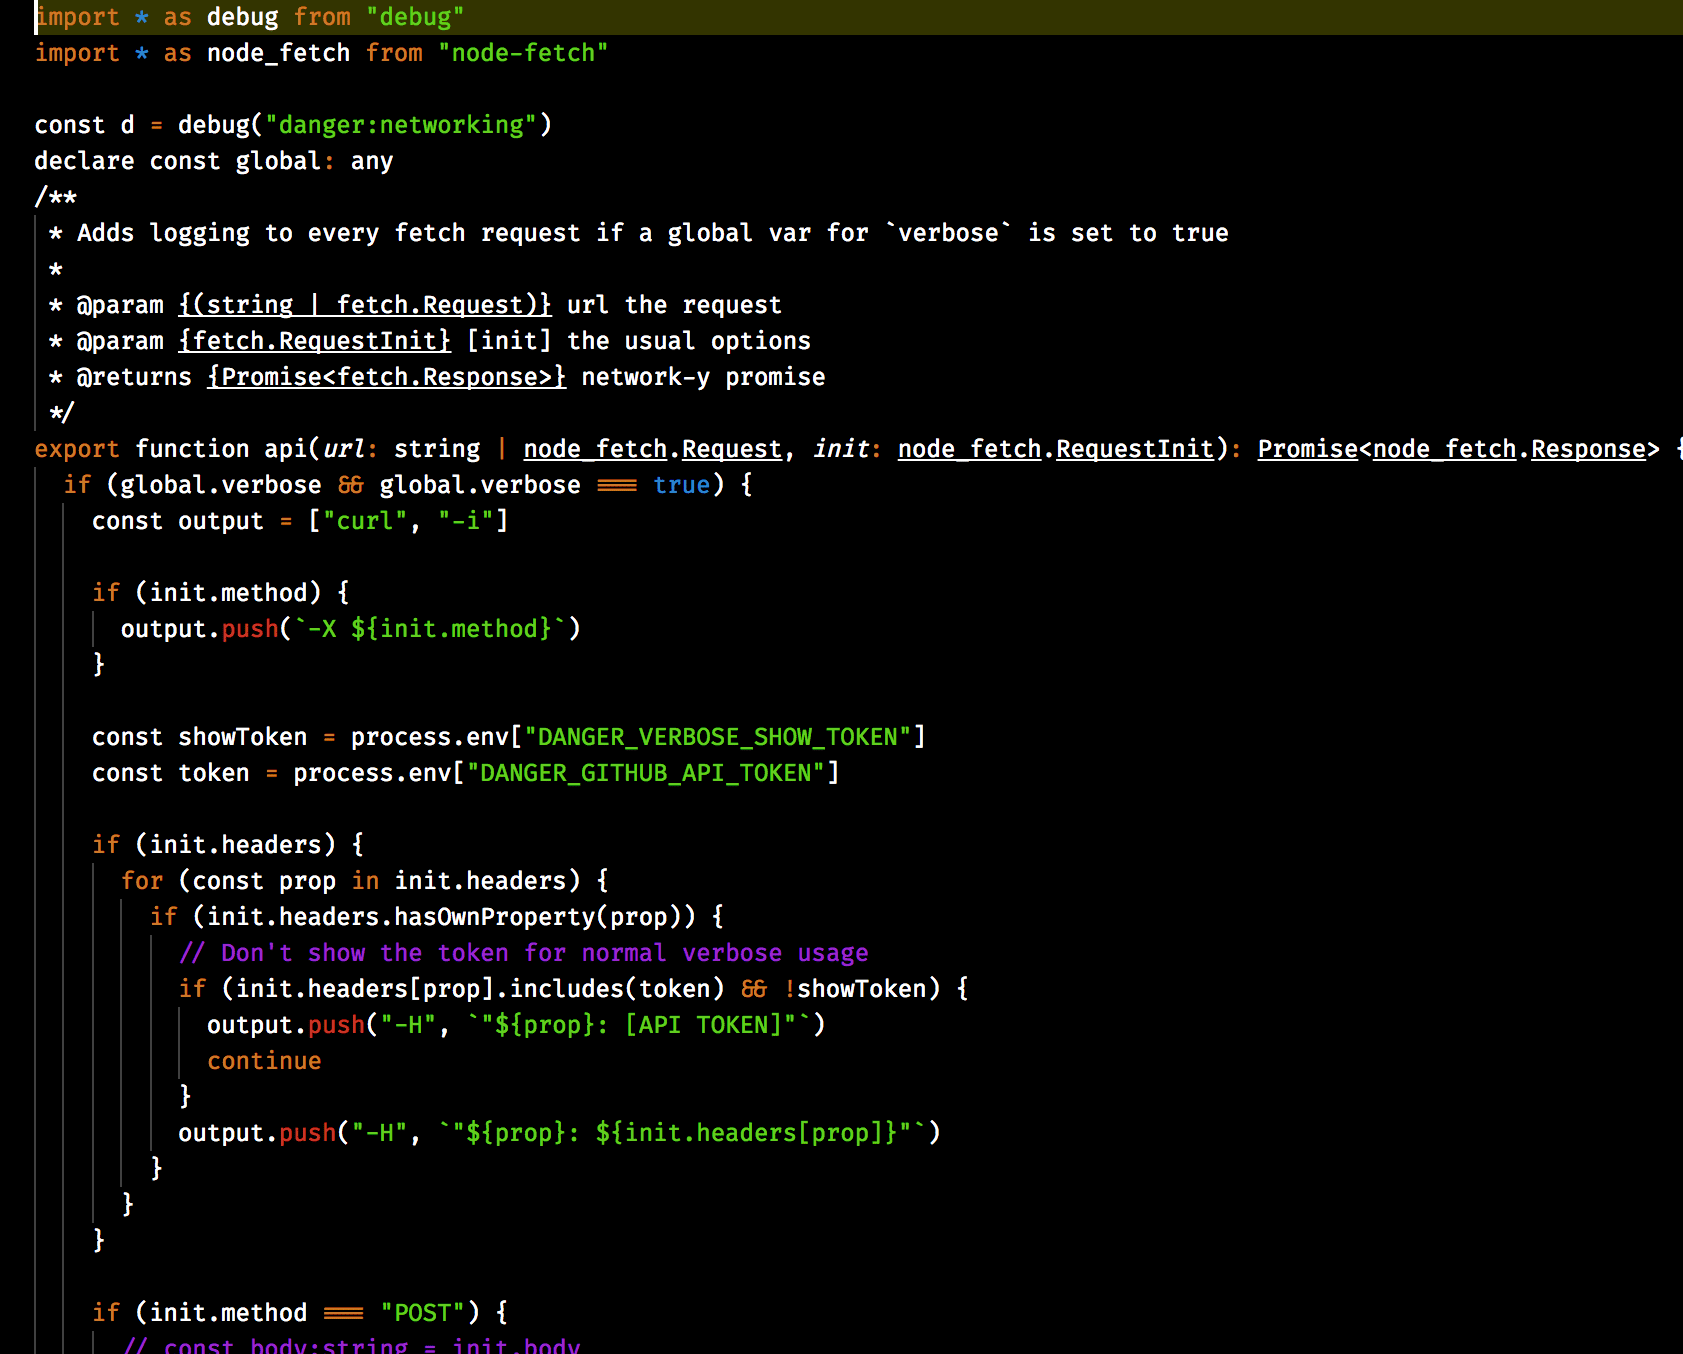 import * as debug from "debug"
import * as node_fetch from "node-fetch"
const d = debug("danger:networking")
declare const global: any
/**
* Adds logging to every fetch request if a global var for `verbose` is set to true
*
* @param {(string | fetch.Request)} url the request
* @param {fetch.RequestInit} [init] the usual options
* @returns {Promise<fetch.Response>} network-y promise
*/
export function api(url: string | node_fetch.Request, init: node_fetch.RequestInit): Promise<node_fetch.Response> {
if (global.verbose && global.verbose === true) {
const output = ["curl", "-i"]
if (init.method) {
output.push(`-X ${init.method}`)
}
const showToken = process.env["DANGER_VERBOSE_SHOW_TOKEN"]
const token = process.env["DANGER_GITHUB_API_TOKEN"]
if (init.headers) {
for (const prop in init.headers) {
if (init.headers.hasOwnProperty(prop)) {
// Don't show the token for normal verbose usage
if (init.headers[prop].includes(token) && !showToken) {
output.push("-H", `"${prop}: [API TOKEN]"`)
continue
}
output.push("-H", `"${prop}: ${init.headers[prop]}"`)
}
}
}
if (init.method === "POST") {
// const body:string = init.body